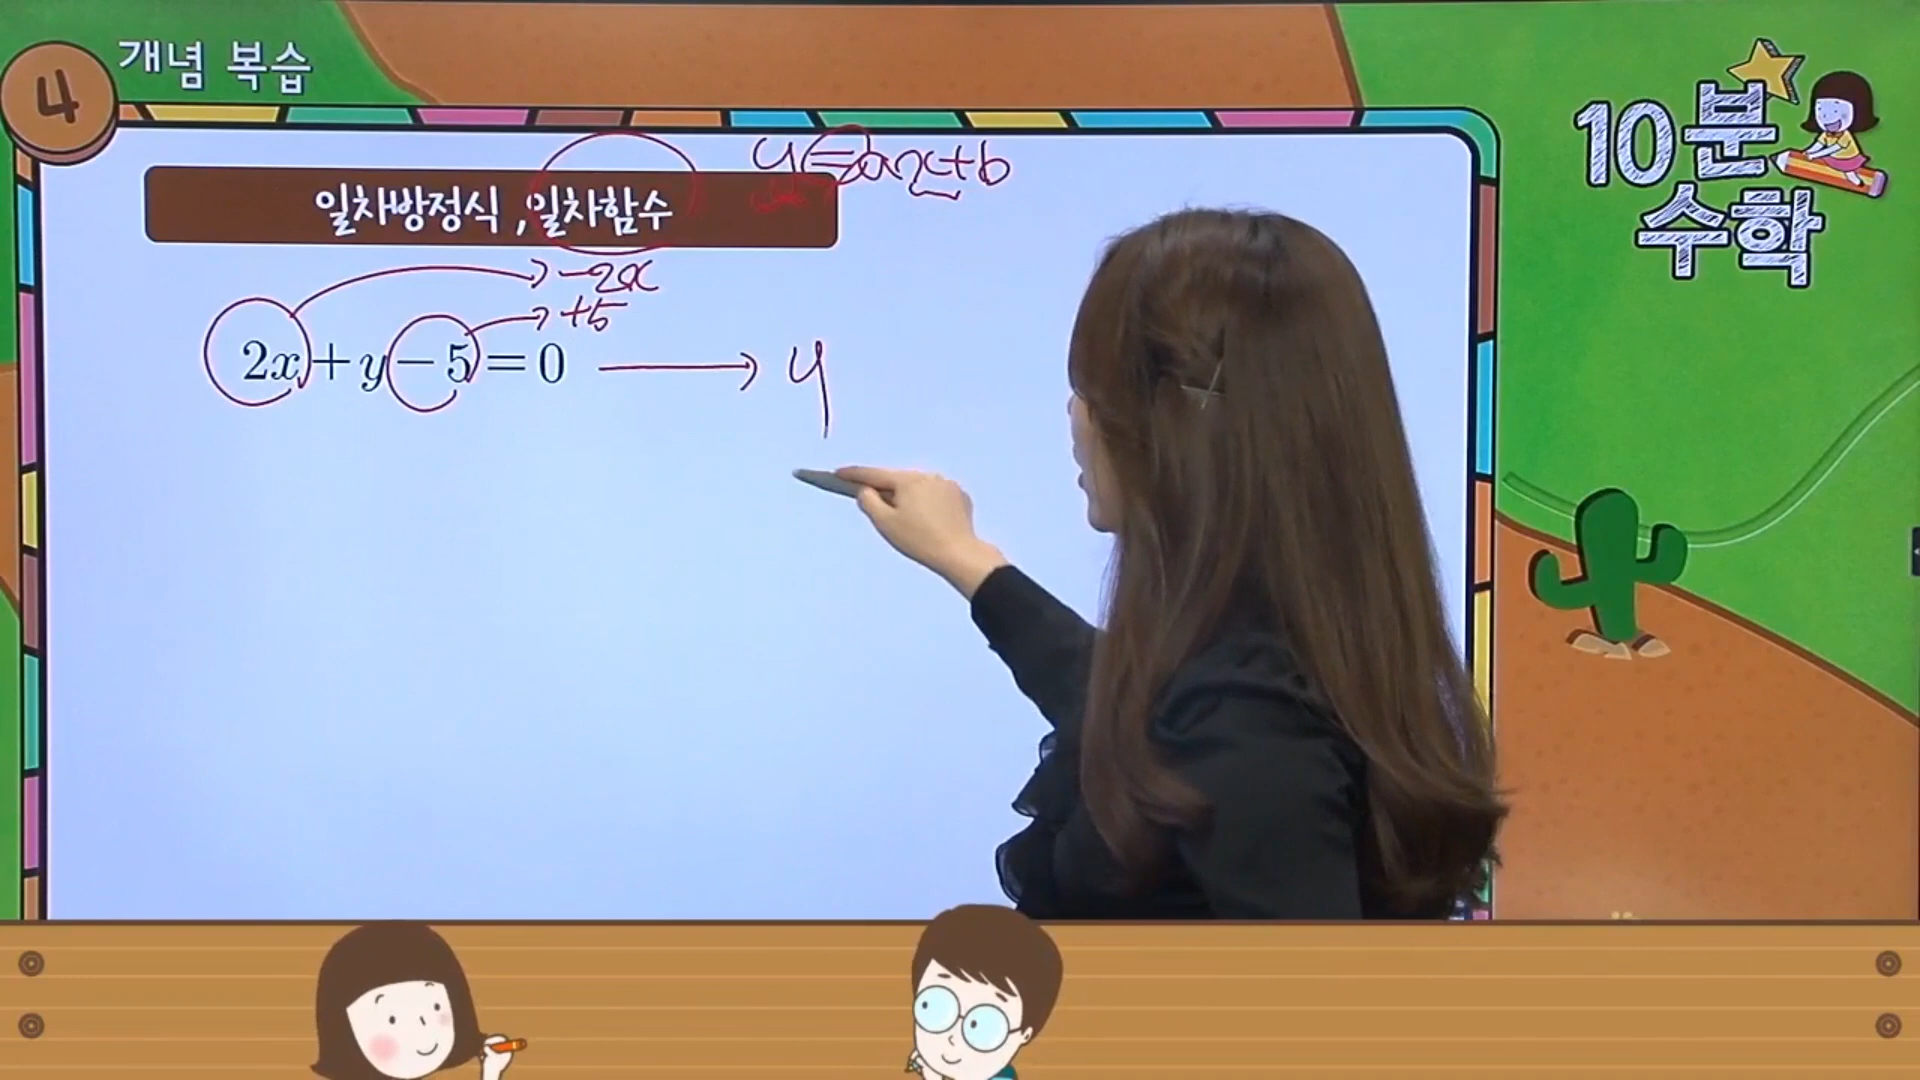 4
개념 복습
10분
수학
y=ax+b
일차방정식 , 일차함수
-2x
+5
2x+y-5=0 → y